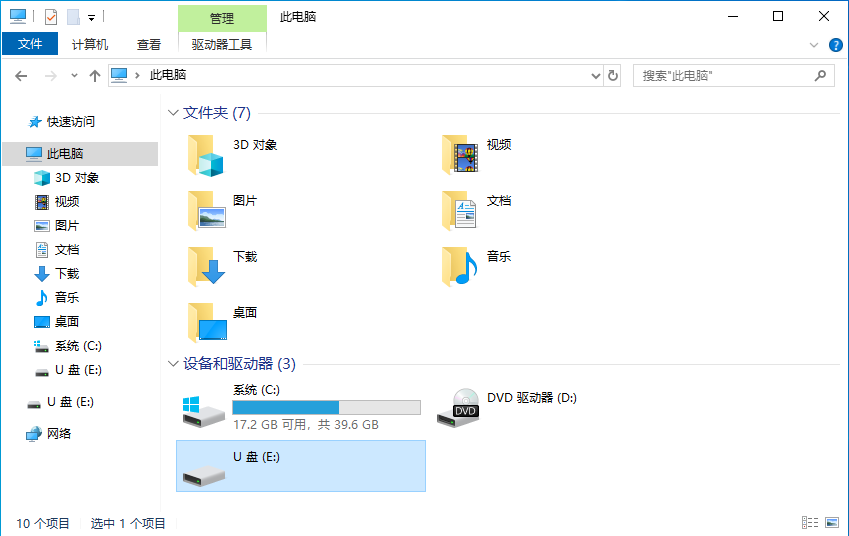 管理
此电脑
文件
计算机
查看
驱动器工具
此电脑
搜索"此电脑"
快速访问
此电脑
3D 对象
视频
图片
文档
下载
音乐
桌面
系统 (C:)
U 盘 (E:)
U 盘 (E:)
网络
文件夹 (7)
3D 对象
视频
图片
文档
下载
音乐
桌面
设备和驱动器 (3)
系统 (C:)
17.2 GB 可用，共 39.6 GB
DVD
DVD 驱动器 (D:)
U 盘 (E:)
10 个项目
选中 1 个项目